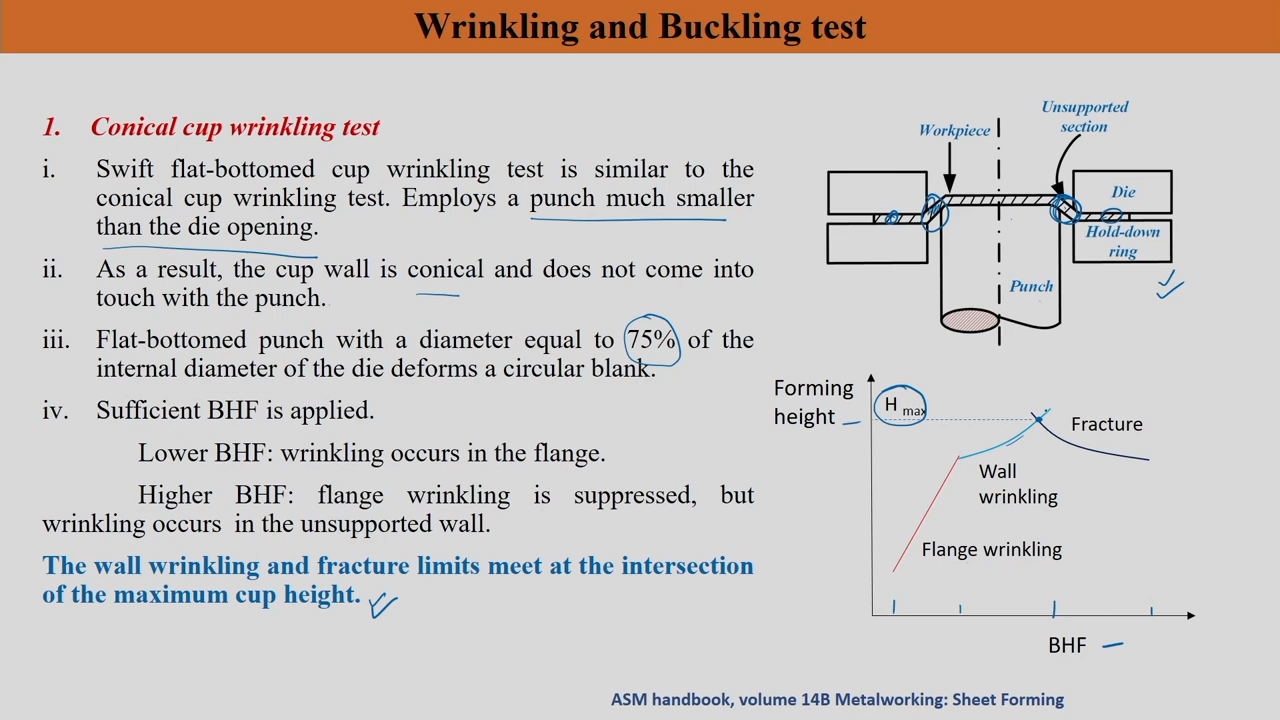 Wrinkling and Buckling test
1. Conical cup wrinkling test
i. Swift flat-bottomed cup wrinkling test is similar to the
conical cup wrinkling test. Employs a punch much smaller
than the die opening.
ii. As a result, the cup wall is conical and does not come into
touch with the punch.
iii. Flat-bottomed punch with a diameter equal to 75% of the
internal diameter of the die deforms a circular blank.
iv. Sufficient BHF is applied.
Lower BHF: wrinkling occurs in the flange.
Higher BHF: flange wrinkling is suppressed, but
wrinkling occurs in the unsupported wall.
The wall wrinkling and fracture limits meet at the intersection
of the maximum cup height.
Unsupported
section
Workpiece
Die
Hold-down
ring
Punch
Forming
height
H max
Fracture
Wall
wrinkling
Flange wrinkling
BHF
ASM handbook, volume 14B Metalworking: Sheet Forming